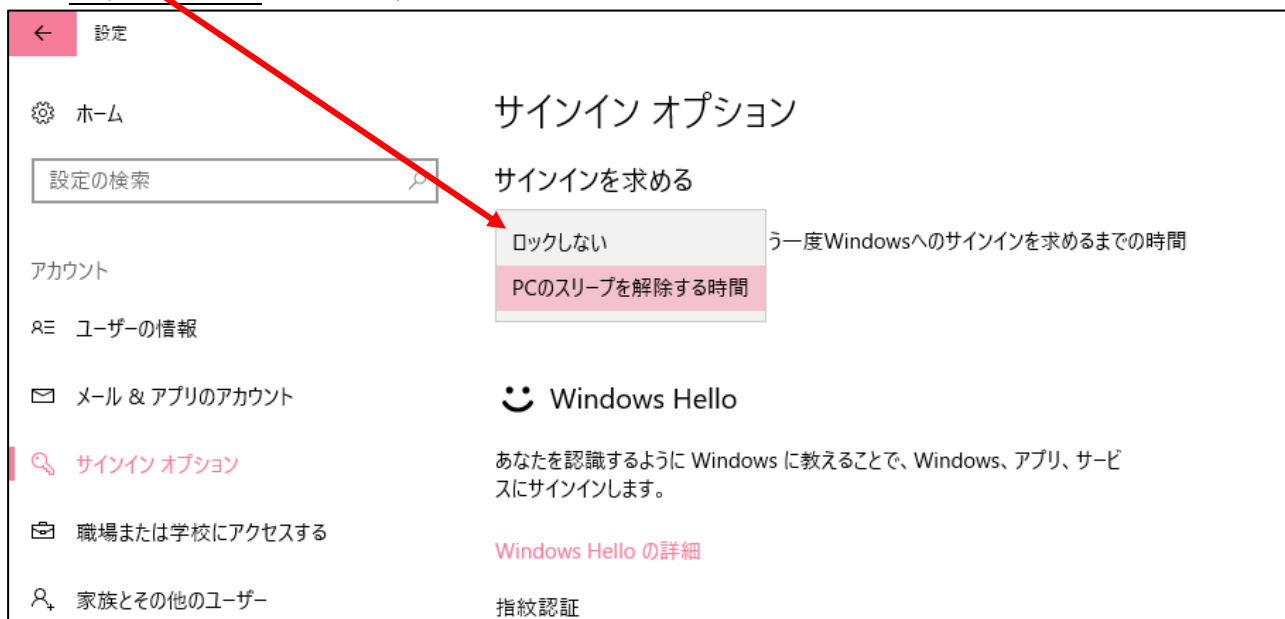 設定
ホーム
設定の検索
アカウント
ユーザーの情報
メール & アプリのアカウント
サインイン オプション
職場または学校にアクセスする
家族とその他のユーザー
サインイン オプション
サインインを求める
ロックしない
う一度Windowsへのサインインを求めるまでの時間
PCのスリープを解除する時間
Windows Hello
あなたを認識するように Windows に教えることで、Windows、アプリ、サービ
スにサインインします。
Windows Hello の詳細
指紋認証